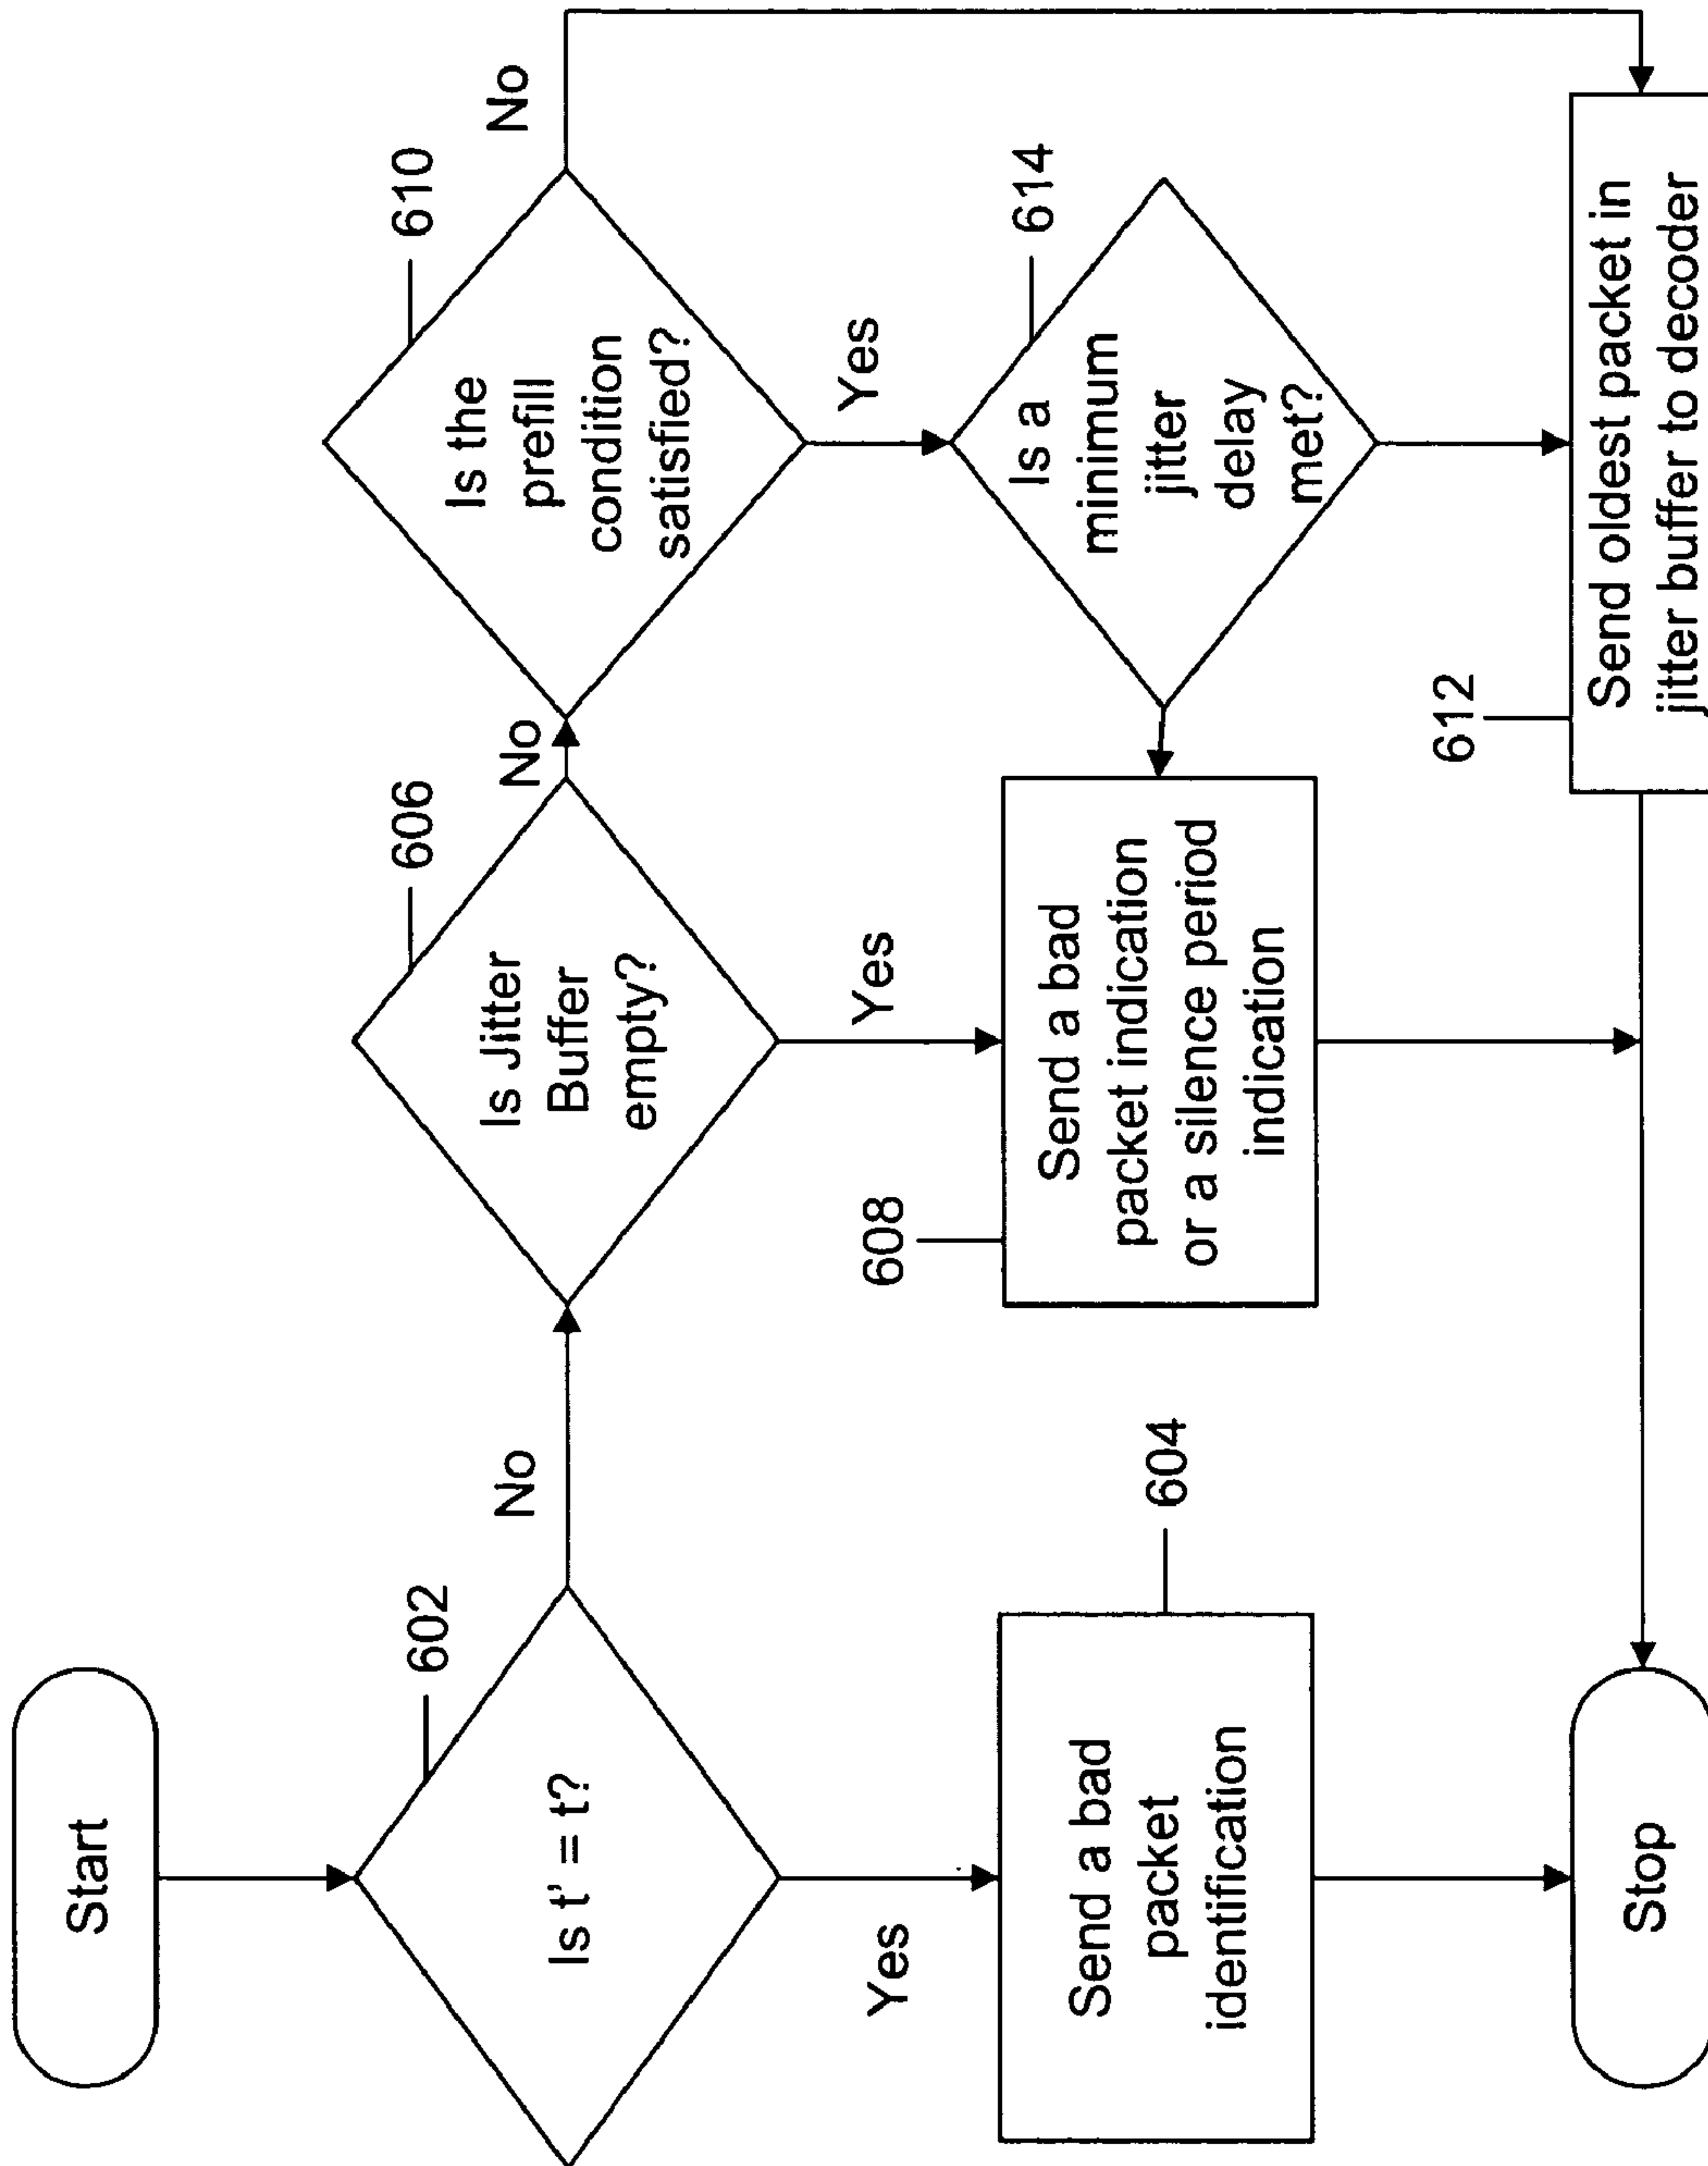 Start
602
Is t' = t?
No
Yes
Send a bad
packet
identification
604
Stop
606
Is Jitter
Buffer
empty?
No
Yes
608
Send a bad
packet indication
or a silence period
indication
610
Is the
prefill
condition
satisfied?
No
Yes
614
Is a
minimum
jitter
delay
met?
612
Send oldest packet in
jitter buffer to decoder